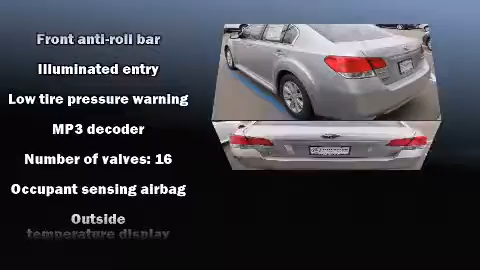 Front anti-roll bar
Illuminated entry
Low tire pressure warning
MP3 decoder
Number of valves: 16
Occupant sensing airbag
Outside
temperature display